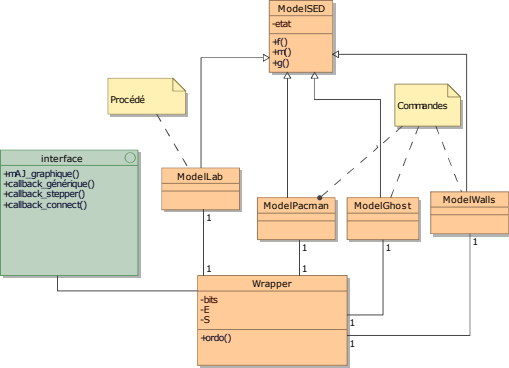 ModelSED
-etat
+f()
+m()
+g()
Procédé
Commandes
interface
+mAJ_graphique()
+callback_générique()
+callback_stepper()
+callback_connect()
ModelLab
ModelPacman
ModelGhost
ModelWalls
1
1
1
1
1
1
Wrapper
-bits
-E
-S
+ordo()
1
1